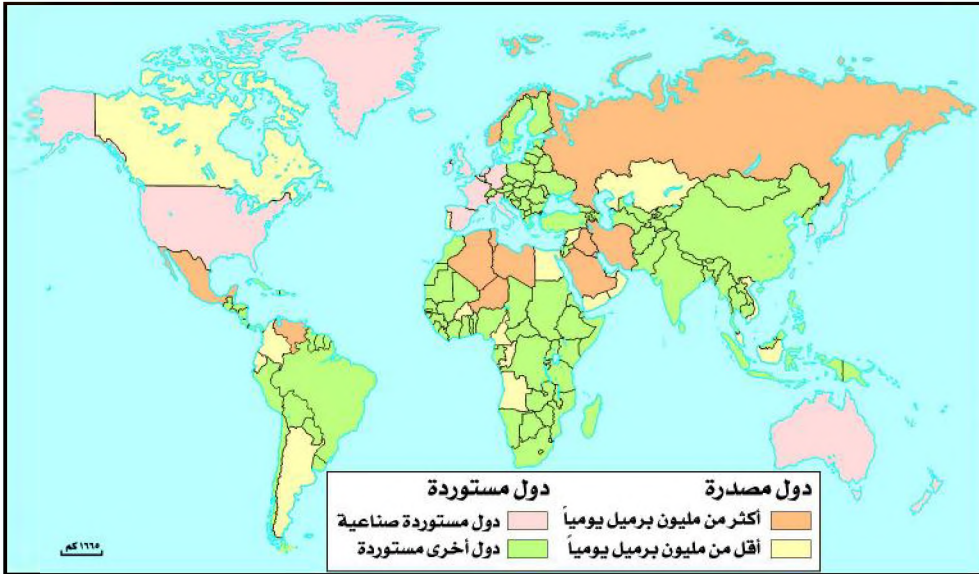 دول مصدرة
أكثر من مليون برميل يومياً
أقل من مليون برميل يومياً
دول مستوردة
دول مستوردة صناعية
دول أخرى مستوردة
١٦٦٥ كم